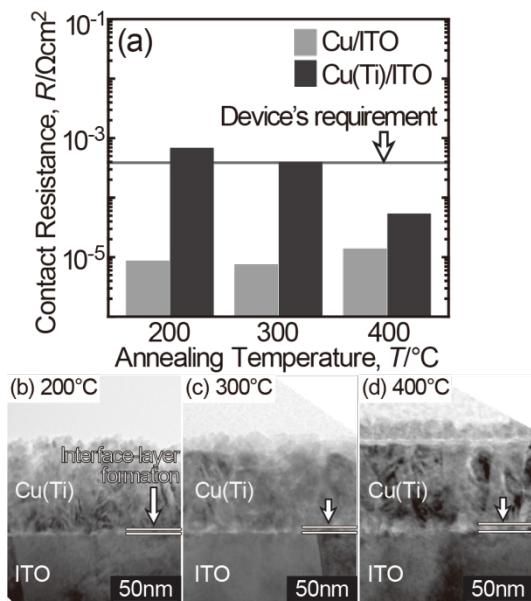 (a)
Cu/ITO
Cu(Ti)/ITO
Device's requirement
Contact Resistance, R/Ωcm²
10⁻¹
10⁻³
10⁻⁵
200 300 400
Annealing Temperature, T/°C
(b) 200°C (c) 300°C (d) 400°C
Interface-layer
formation
Cu(Ti) Cu(Ti) Cu(Ti)
ITO ITO ITO
50nm 50nm 50nm